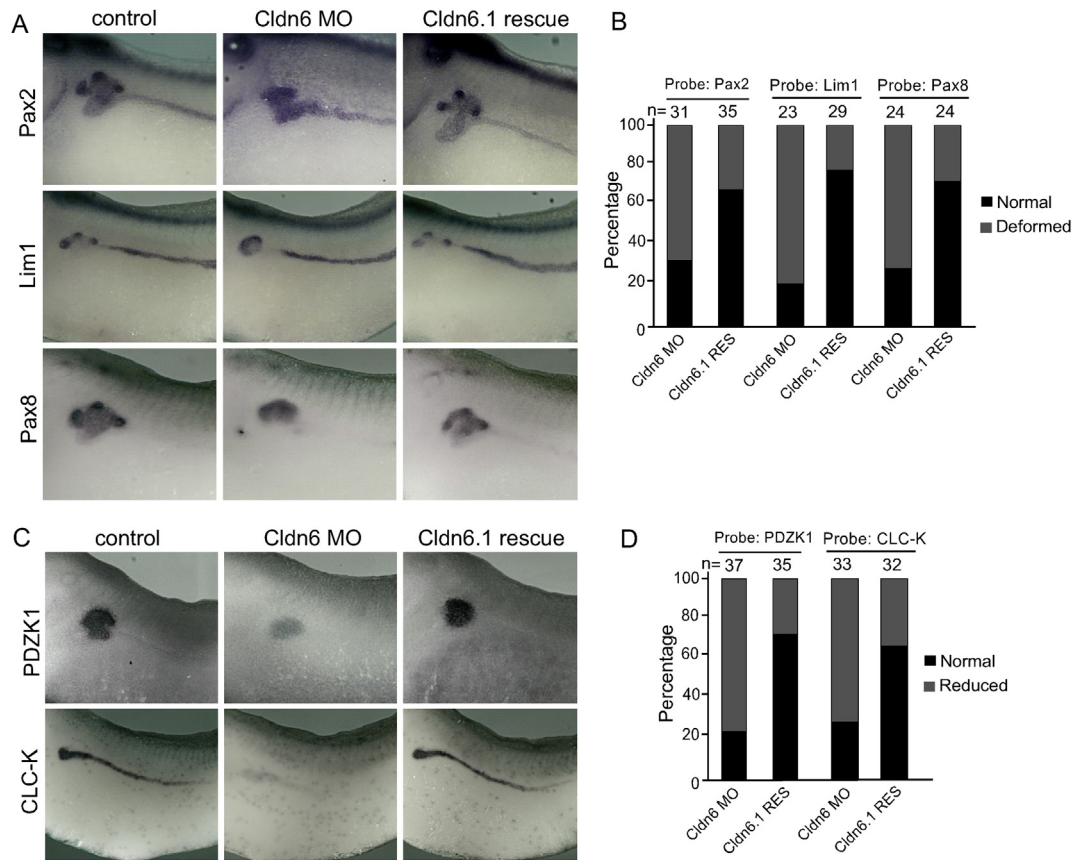 A
control
Cldn6 MO
Cldn6.1 rescue
Pax2
Lim1
Pax8
B
Probe: Pax2
Probe: Lim1
Probe: Pax8
n= 31 35 23 29 24 24
100
80
60
40
20
0
Percentage
Cldn6 MO
Cldn6.1 RES
Cldn6 MO
Cldn6.1 RES
Cldn6 MO
Cldn6.1 RES
Normal
Deformed
C
control
Cldn6 MO
Cldn6.1 rescue
PDZK1
CLC-K
D
Probe: PDZK1
Probe: CLC-K
n= 37 35 33 32
100
80
60
40
20
0
Percentage
Cldn6 MO
Cldn6.1 RES
Cldn6 MO
Cldn6.1 RES
Normal
Reduced